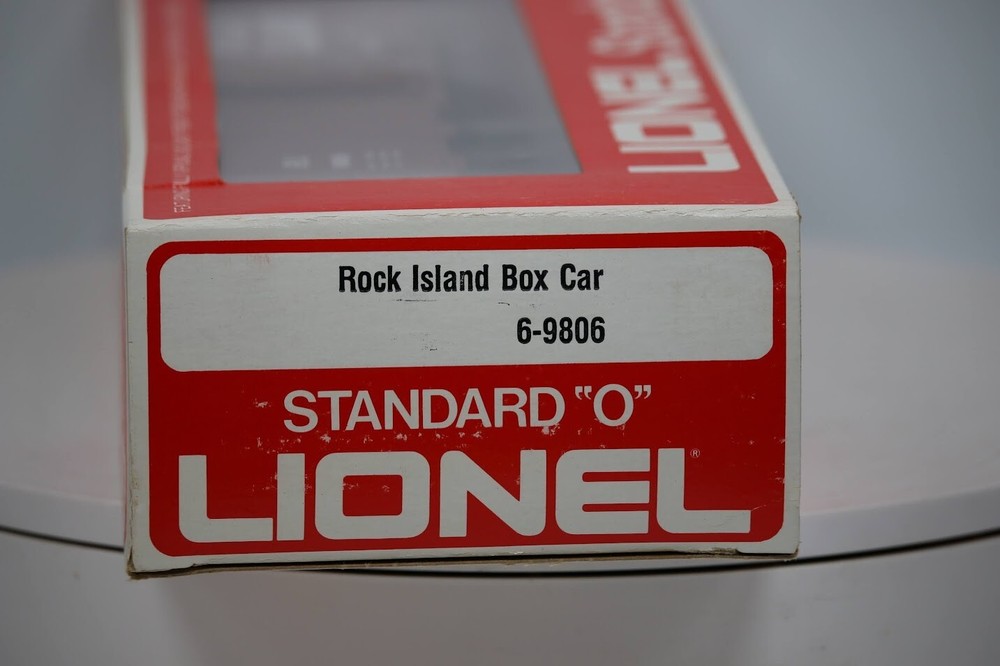 LIONEL
Rock Island Box Car
6-9806
STANDARD "O"
LIONEL®